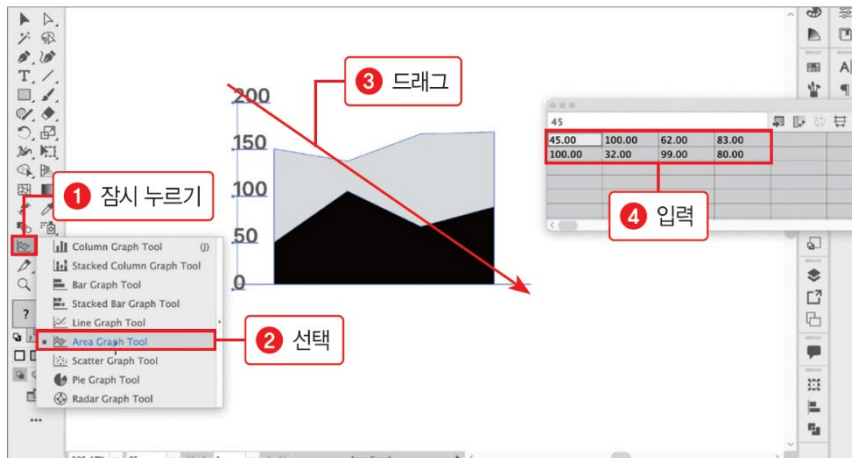 200
3 드래그
45
150
45.00 100.00 62.00 83.00
100.00 32.00 99.00 80.00
100
1 잠시 누르기
4 입력
50
Column Graph Tool (J)
Stacked Column Graph Tool
0
Bar Graph Tool
Stacked Bar Graph Tool
Line Graph Tool
Area Graph Tool
2 선택
Scatter Graph Tool
Pie Graph Tool
Radar Graph Tool